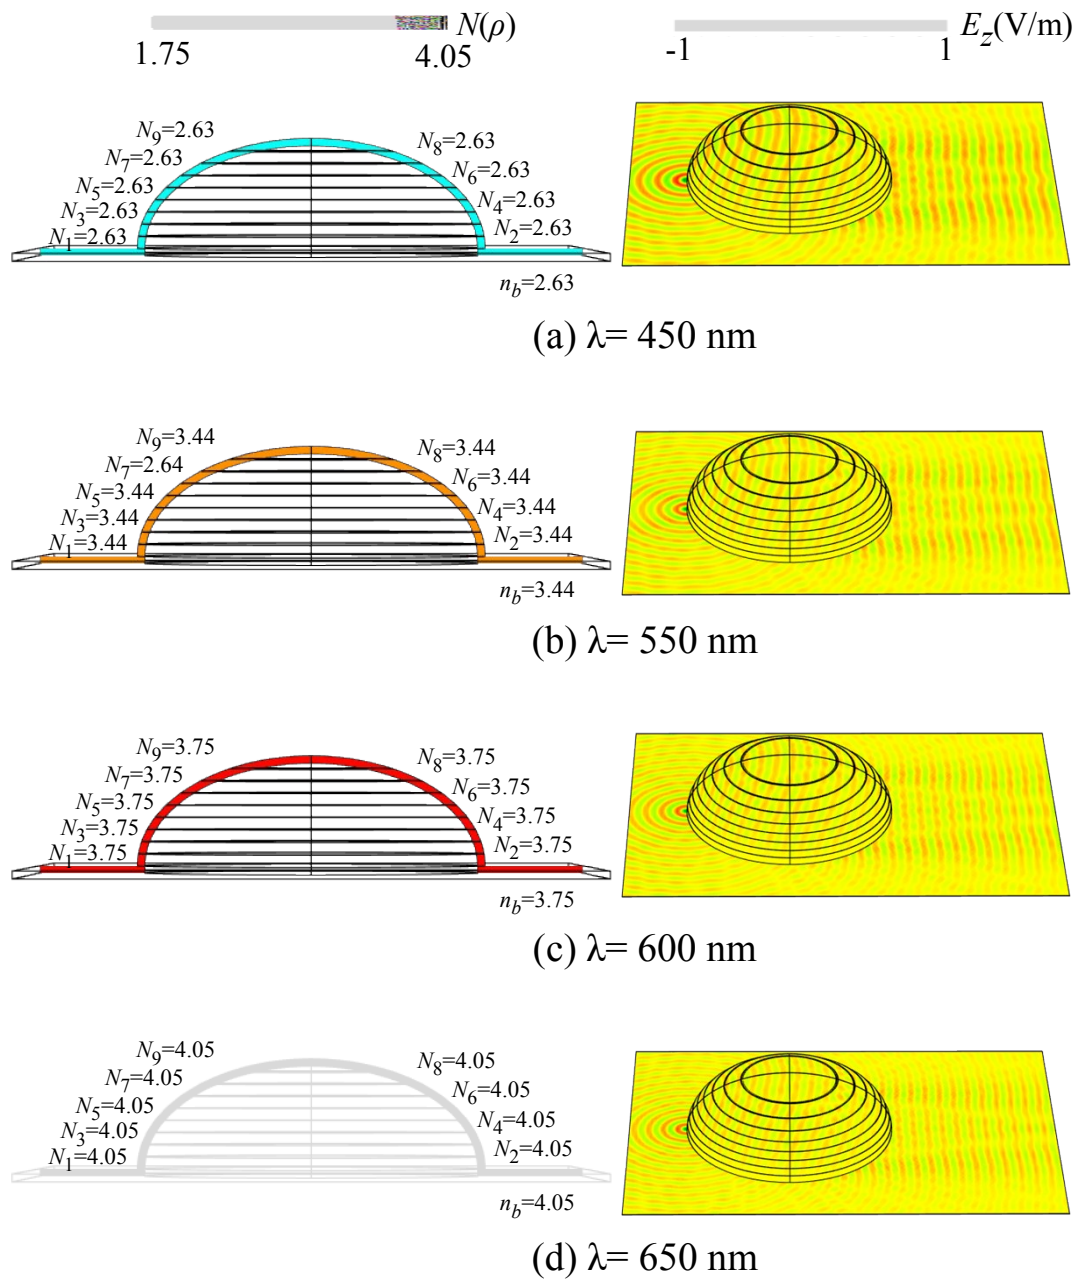 N(ρ)
1.75 4.05
E_z(V/m)
-1 1
N_9=2.63
N_8=2.63
N_7=2.63
N_6=2.63
N_5=2.63
N_4=2.63
N_3=2.63
N_2=2.63
N_1=2.63
n_b=2.63
(a) λ= 450 nm
N_9=3.44
N_8=3.44
N_7=2.64
N_6=3.44
N_5=3.44
N_4=3.44
N_3=3.44
N_2=3.44
N_1=3.44
n_b=3.44
(b) λ= 550 nm
N_9=3.75
N_8=3.75
N_7=3.75
N_6=3.75
N_5=3.75
N_4=3.75
N_3=3.75
N_2=3.75
N_1=3.75
n_b=3.75
(c) λ= 600 nm
N_9=4.05
N_8=4.05
N_7=4.05
N_6=4.05
N_5=4.05
N_4=4.05
N_3=4.05
N_2=4.05
N_1=4.05
n_b=4.05
(d) λ= 650 nm